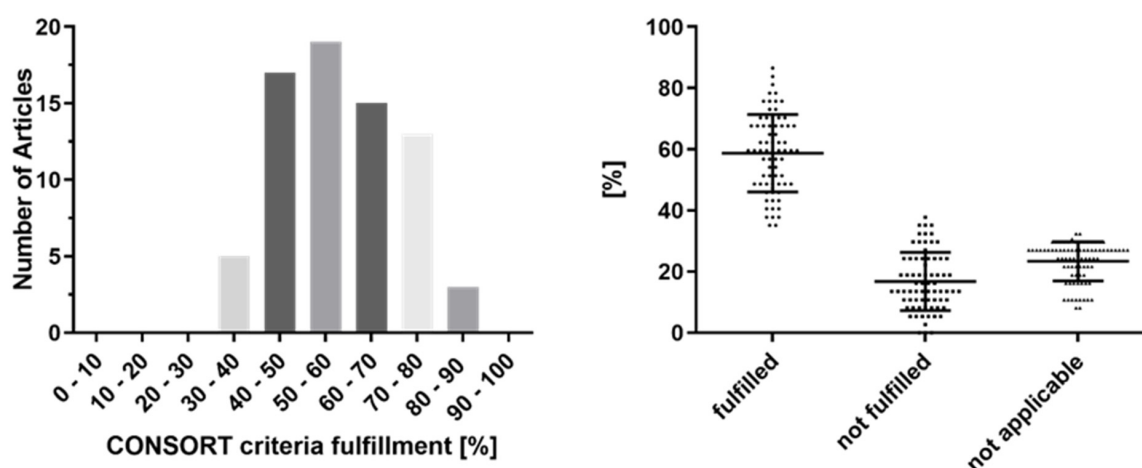 Number of Articles
20
15
10
5
0
0 - 10
10 - 20
20 - 30
30 - 40
40 - 50
50 - 60
60 - 70
70 - 80
80 - 90
90 - 100
CONSORT criteria fulfillment [%]
[%]
100
80
60
40
20
0
fulfilled
not fulfilled
not applicable